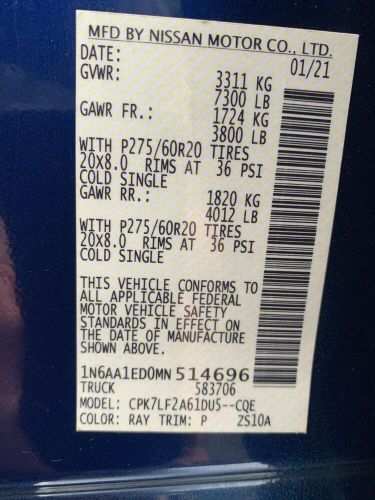 MFD BY NISSAN MOTOR CO., LTD.
DATE: 01/21
GVWR: 3311 KG
7300 LB
GAWR FR.: 1724 KG
3800 LB
WITH P275/60R20 TIRES
20X8.0 RIMS AT 36 PSI
COLD SINGLE
GAWR RR.: 1820 KG
4012 LB
WITH P275/60R20 TIRES
20X8.0 RIMS AT 36 PSI
COLD SINGLE
THIS VEHICLE CONFORMS TO
ALL APPLICABLE FEDERAL
MOTOR VEHICLE SAFETY
STANDARDS IN EFFECT ON
THE DATE OF MANUFACTURE
SHOWN ABOVE
1N6AA1ED0MN514696
TRUCK 583706
MODEL: CPK7LF2A61DU5--CQE
COLOR: RAY TRIM: P ZS10A